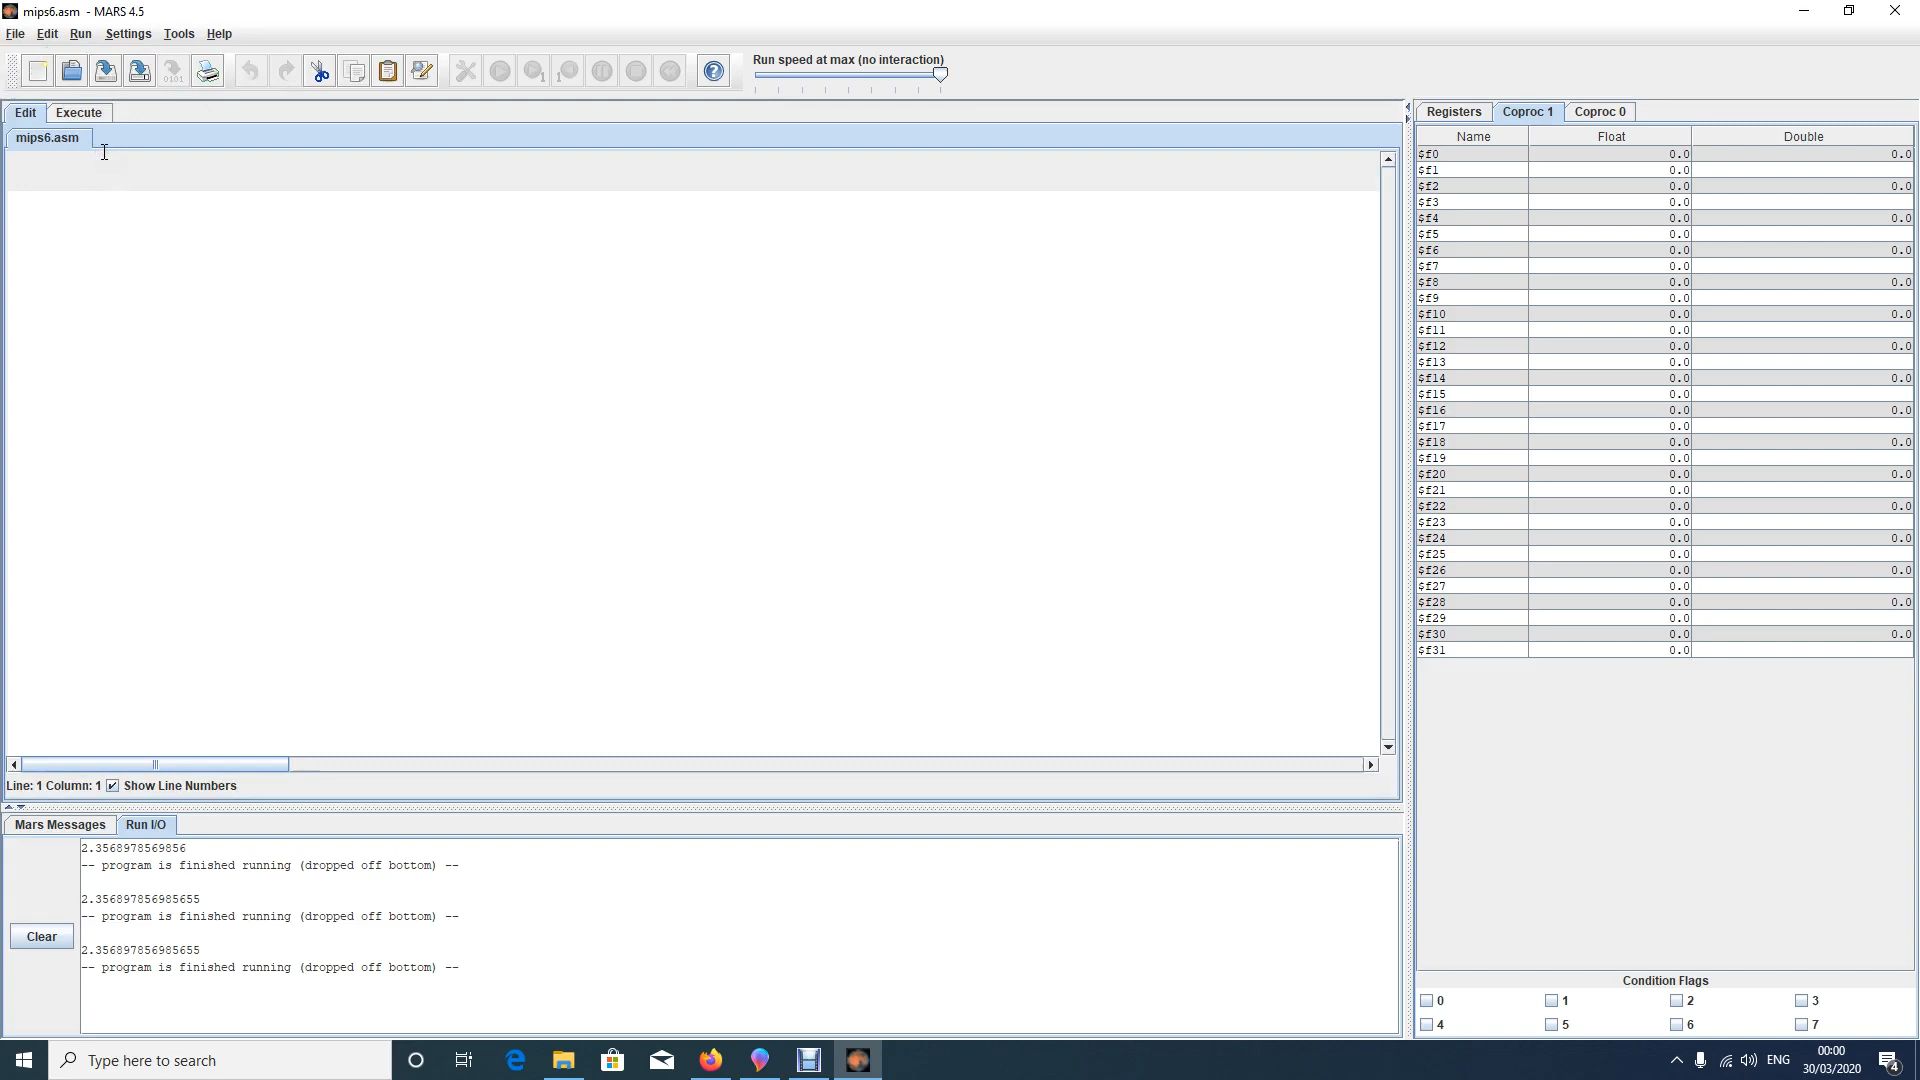 mips6.asm - MARS 4.5
File Edit Run Settings Tools Help
Run speed at max (no interaction)
Edit Execute
mips6.asm
Line: 1 Column: 1 Show Line Numbers
Mars Messages Run I/O
2.3568978569856
-- program is finished running (dropped off bottom) --
2.356897856985655
-- program is finished running (dropped off bottom) --
2.356897856985655
-- program is finished running (dropped off bottom) --
Clear
Registers Coproc 1 Coproc 0
Name Float Double
$f0 0.0 0.0
$f1 0.0
$f2 0.0 0.0
$f3 0.0
$f4 0.0 0.0
$f5 0.0
$f6 0.0 0.0
$f7 0.0
$f8 0.0 0.0
$f9 0.0
$f10 0.0 0.0
$f11 0.0
$f12 0.0 0.0
$f13 0.0
$f14 0.0 0.0
$f15 0.0
$f16 0.0 0.0
$f17 0.0
$f18 0.0 0.0
$f19 0.0
$f20 0.0 0.0
$f21 0.0
$f22 0.0 0.0
$f23 0.0
$f24 0.0 0.0
$f25 0.0
$f26 0.0 0.0
$f27 0.0
$f28 0.0 0.0
$f29 0.0
$f30 0.0 0.0
$f31 0.0
Condition Flags
0 1 2 3
4 5 6 7
Type here to search
ENG
00:00
30/03/2020
4